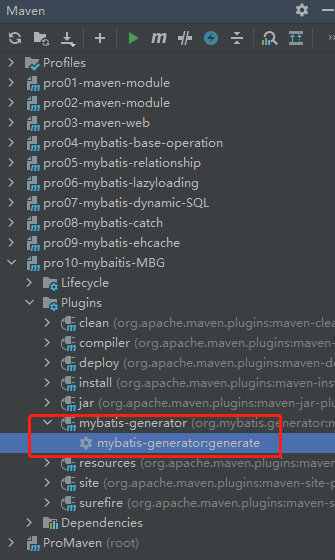 Maven
Profiles
pro01-maven-module
pro02-maven-module
pro03-maven-web
pro04-mybatis-base-operation
pro05-mybatis-relationship
pro06-mybatis-lazyloading
pro07-mybatis-dynamic-SQL
pro08-mybatis-catch
pro09-mybatis-ehcache
pro10-mybaitis-MBG
Lifecycle
Plugins
clean (org.apache.maven.plugins:maven-clea
compiler (org.apache.maven.plugins:maven-
deploy (org.apache.maven.plugins:maven-de
install (org.apache.maven.plugins:maven-ins
jar (org.apache.maven.plugins:maven-jar-plu
mybatis-generator (org.mybatis.generator:m
mybatis-generator:generate
resources (org.apache.maven.plugins:maven
site (org.apache.maven.plugins:maven-site-p
surefire (org.apache.maven.plugins:maven-s
Dependencies
ProMaven (root)